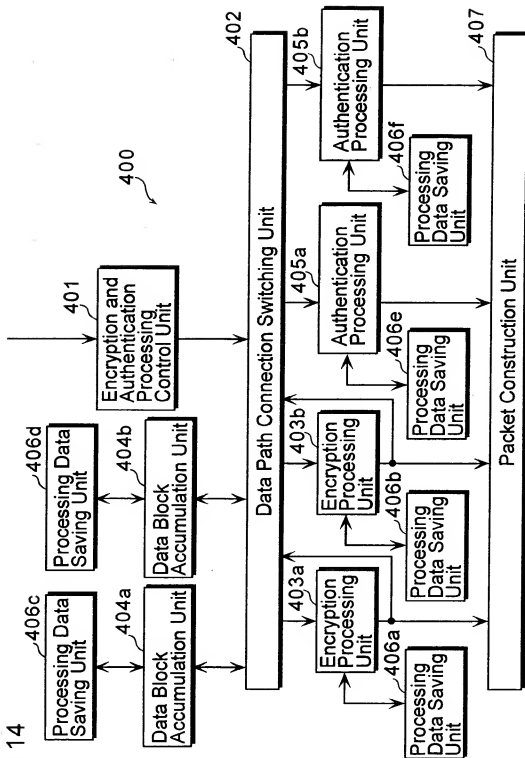 14
400
401
Encryption and
Authentication
Processing
Control Unit
406c
Processing Data
Saving Unit
406d
Processing Data
Saving Unit
404a
Data Block
Accumulation Unit
404b
Data Block
Accumulation Unit
402
Data Path Connection Switching Unit
403a
Encryption
Processing
Unit
403b
Encryption
Processing
Unit
405a
Authentication
Processing Unit
405b
Authentication
Processing Unit
406a
Processing
Data Saving
Unit
406b
Processing
Data Saving
Unit
406e
Processing
Data Saving
Unit
406f
Processing
Data Saving
Unit
407
Packet Construction Unit